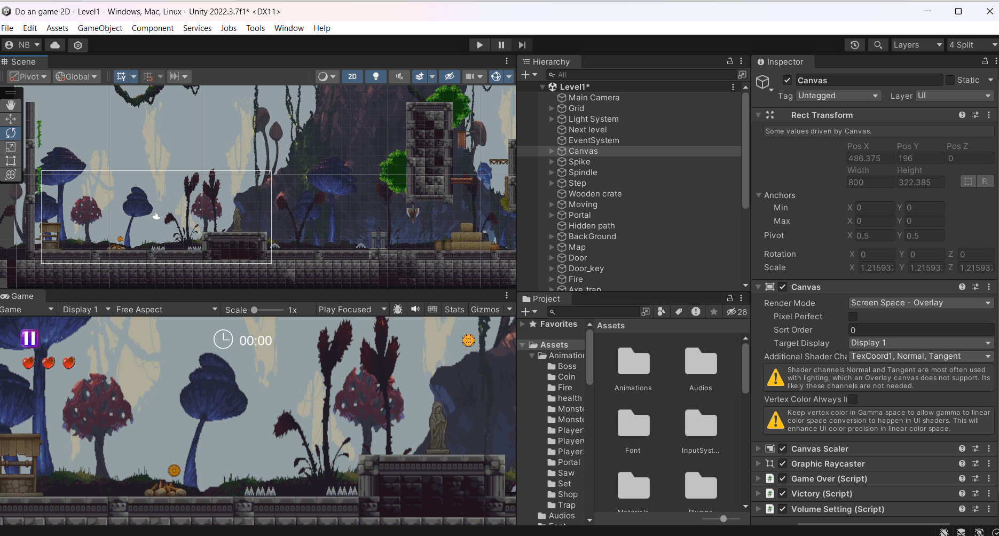 Do an game 2D - Level1 - Windows, Mac, Linux - Unity 2022.3.7f1* <DX11>
File Edit Assets GameObject Component Services Jobs Tools Window Help
NB Layers 4 Split
Scene
Pivot Global 2D
Hierarchy
All
Level1*
Main Camera
Grid
Light System
Next level
EventSystem
Canvas
Spike
Spindle
Step
Wooden crate
Moving
Portal
Hidden path
BackGround
Map
Door
Door_key
Fire
Axe trap
Game
Game Display 1 Free Aspect Scale 1x Play Focused Stats Gizmos
00:00
Project
26
Favorites
Assets
Animation
Boss
Coin
Fire
health
Monste
Monste
Player
Player
Player
Portal
Saw
Set
Shop
Trap
Audios
Font
Assets
Animations Audios
Font InputSyst...
Materials Plugins
Inspector
Canvas Static
Tag Untagged Layer UI
Rect Transform
Some values driven by Canvas.
Pos X Pos Y Pos Z
486.375 196 0
Width Height
800 322.385 R
Anchors
Min X 0 Y 0
Max X 0 Y 0
Pivot X 0.5 Y 0.5
Rotation X 0 Y 0 Z 0
Scale X 1.215937 Y 1.215937 Z 1.215937
Canvas
Render Mode Screen Space - Overlay
Pixel Perfect
Sort Order 0
Target Display Display 1
Additional Shader Cha TexCoord1, Normal, Tangent
Shader channels Normal and Tangent are most often used
with lighting, which an Overlay canvas does not support. Its
likely these channels are not needed.
Vertex Color Always I
Keep vertex color in Gamma space to allow gamma to linear
color space conversion to happen in UI shaders. This will
enhance UI color precision in linear color space.
Canvas Scaler
Graphic Raycaster
Game Over (Script)
Victory (Script)
Volume Setting (Script)